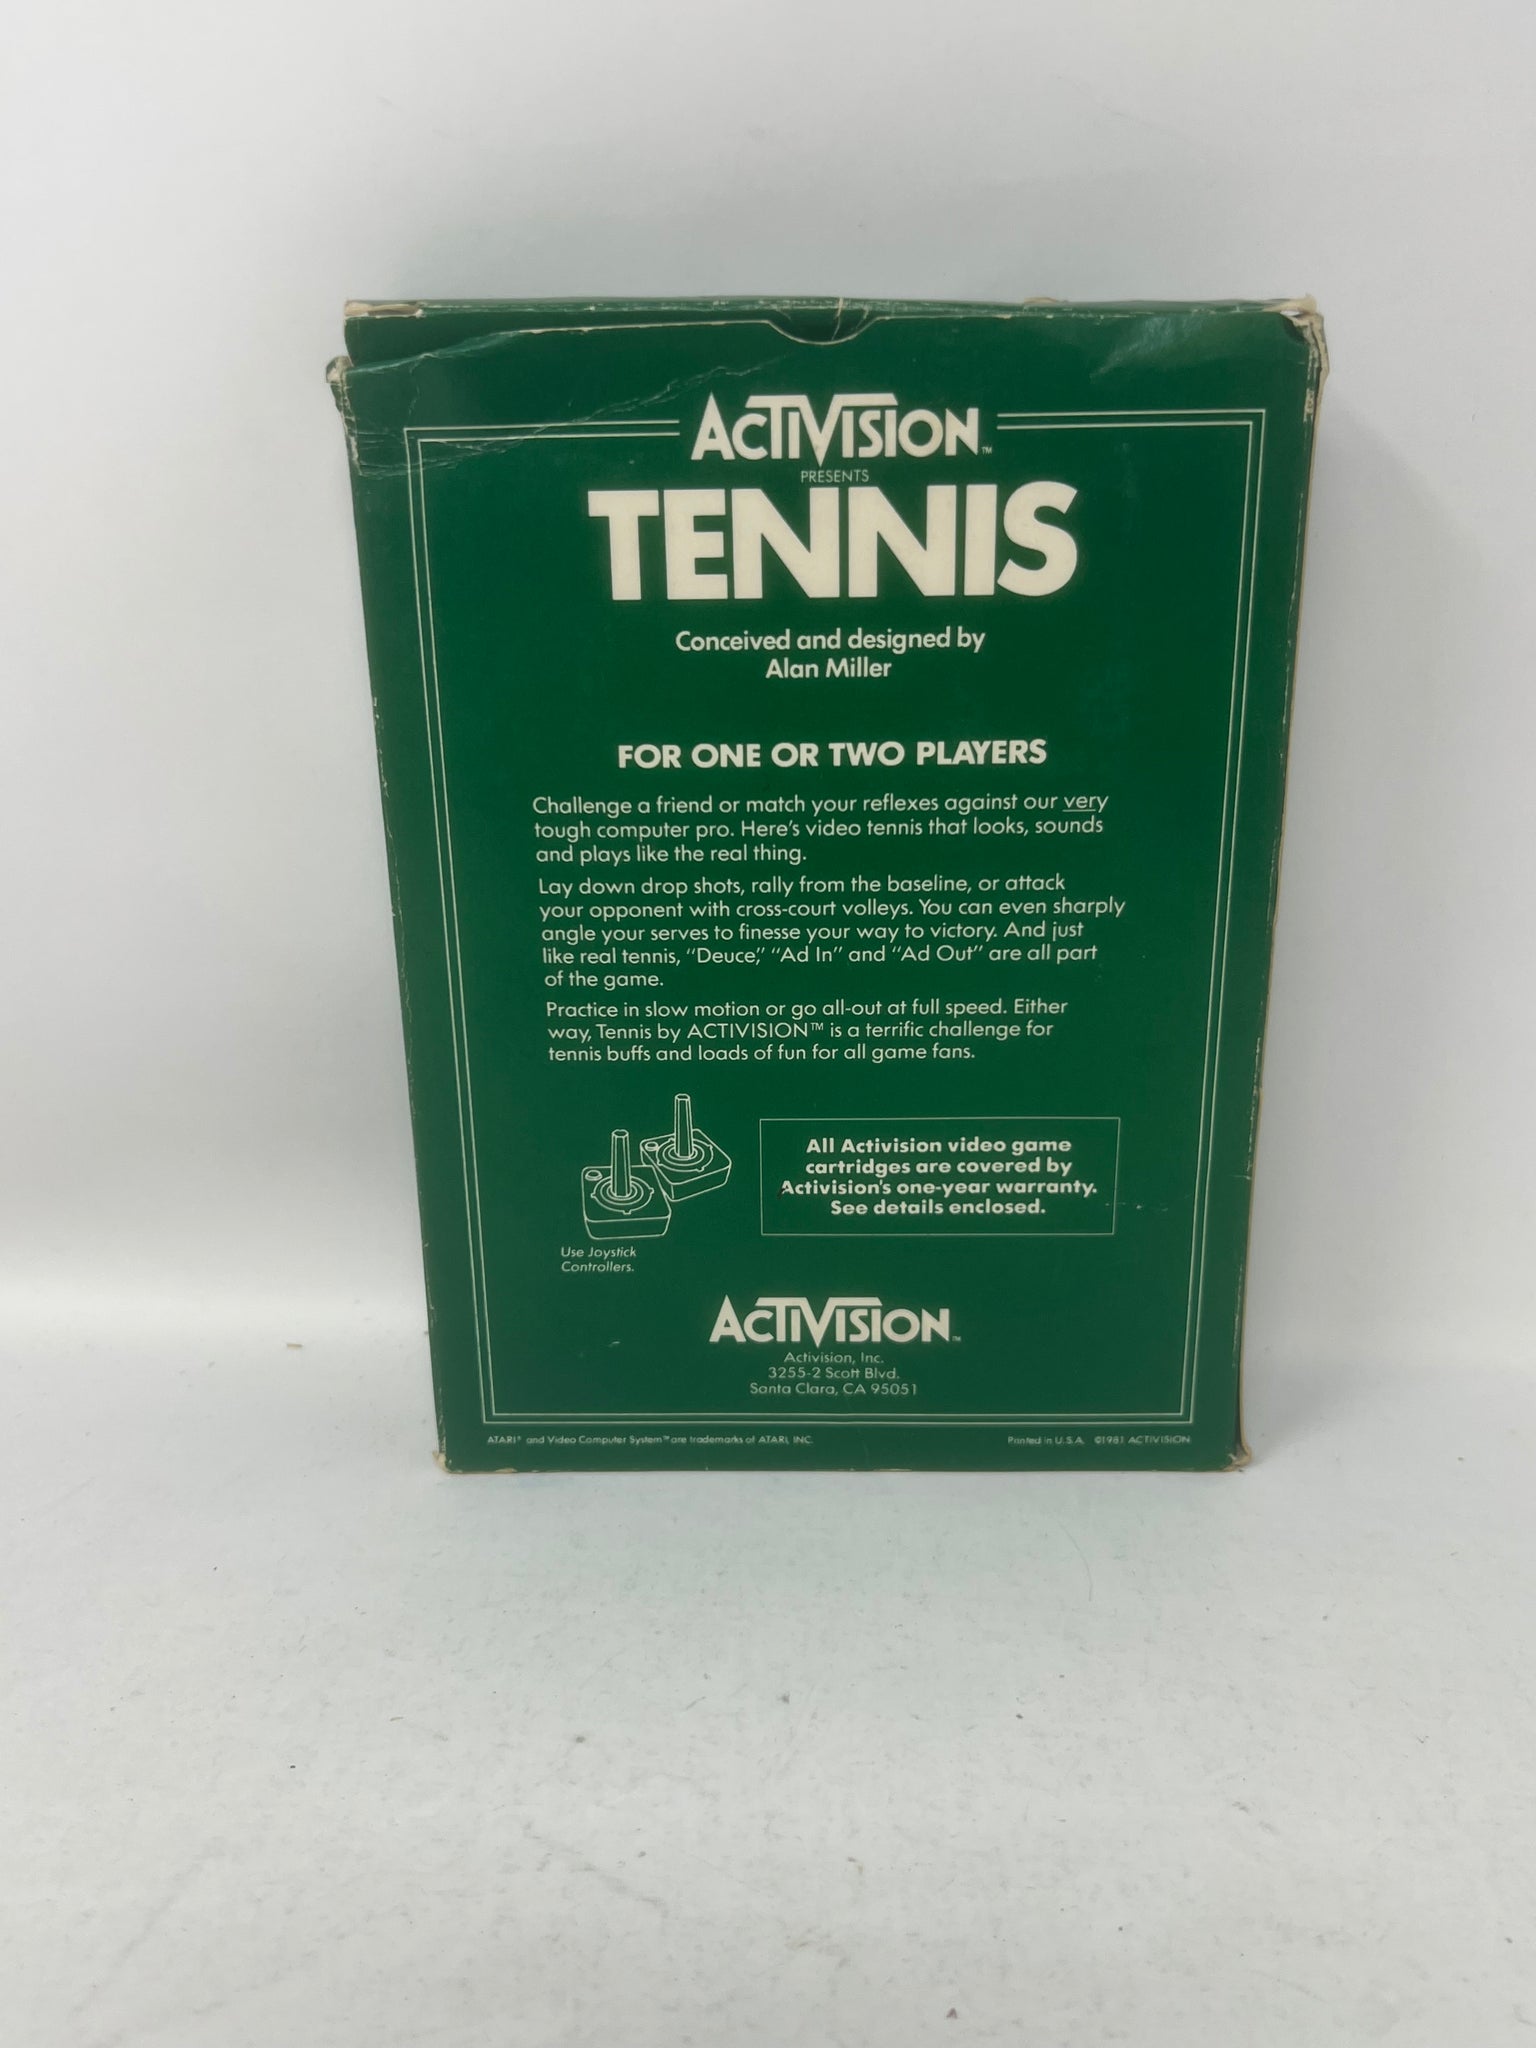 ACTIVISION™
PRESENTS
TENNIS
Conceived and designed by
Alan Miller
FOR ONE OR TWO PLAYERS
Challenge a friend or match your reflexes against our very
tough computer pro. Here's video tennis that looks, sounds
and plays like the real thing.
Lay down drop shots, rally from the baseline, or attack
your opponent with cross-court volleys. You can even sharply
angle your serves to finesse your way to victory. And just
like real tennis, "Deuce," "Ad In" and "Ad Out" are all part
of the game.
Practice in slow motion or go all-out at full speed. Either
way, Tennis by ACTIVISION™ is a terrific challenge for
tennis buffs and loads of fun for all game fans.
All Activision video game
cartridges are covered by
Activision's one-year warranty.
See details enclosed.
Use Joystick
Controllers.
ACTIVISION™
Activision, Inc.
3255-2 Scott Blvd.
Santa Clara, CA 95051
ATARI® and Video Computer System™ are trademarks of ATARI, INC.
Printed in U.S.A. ©1981 ACTIVISION